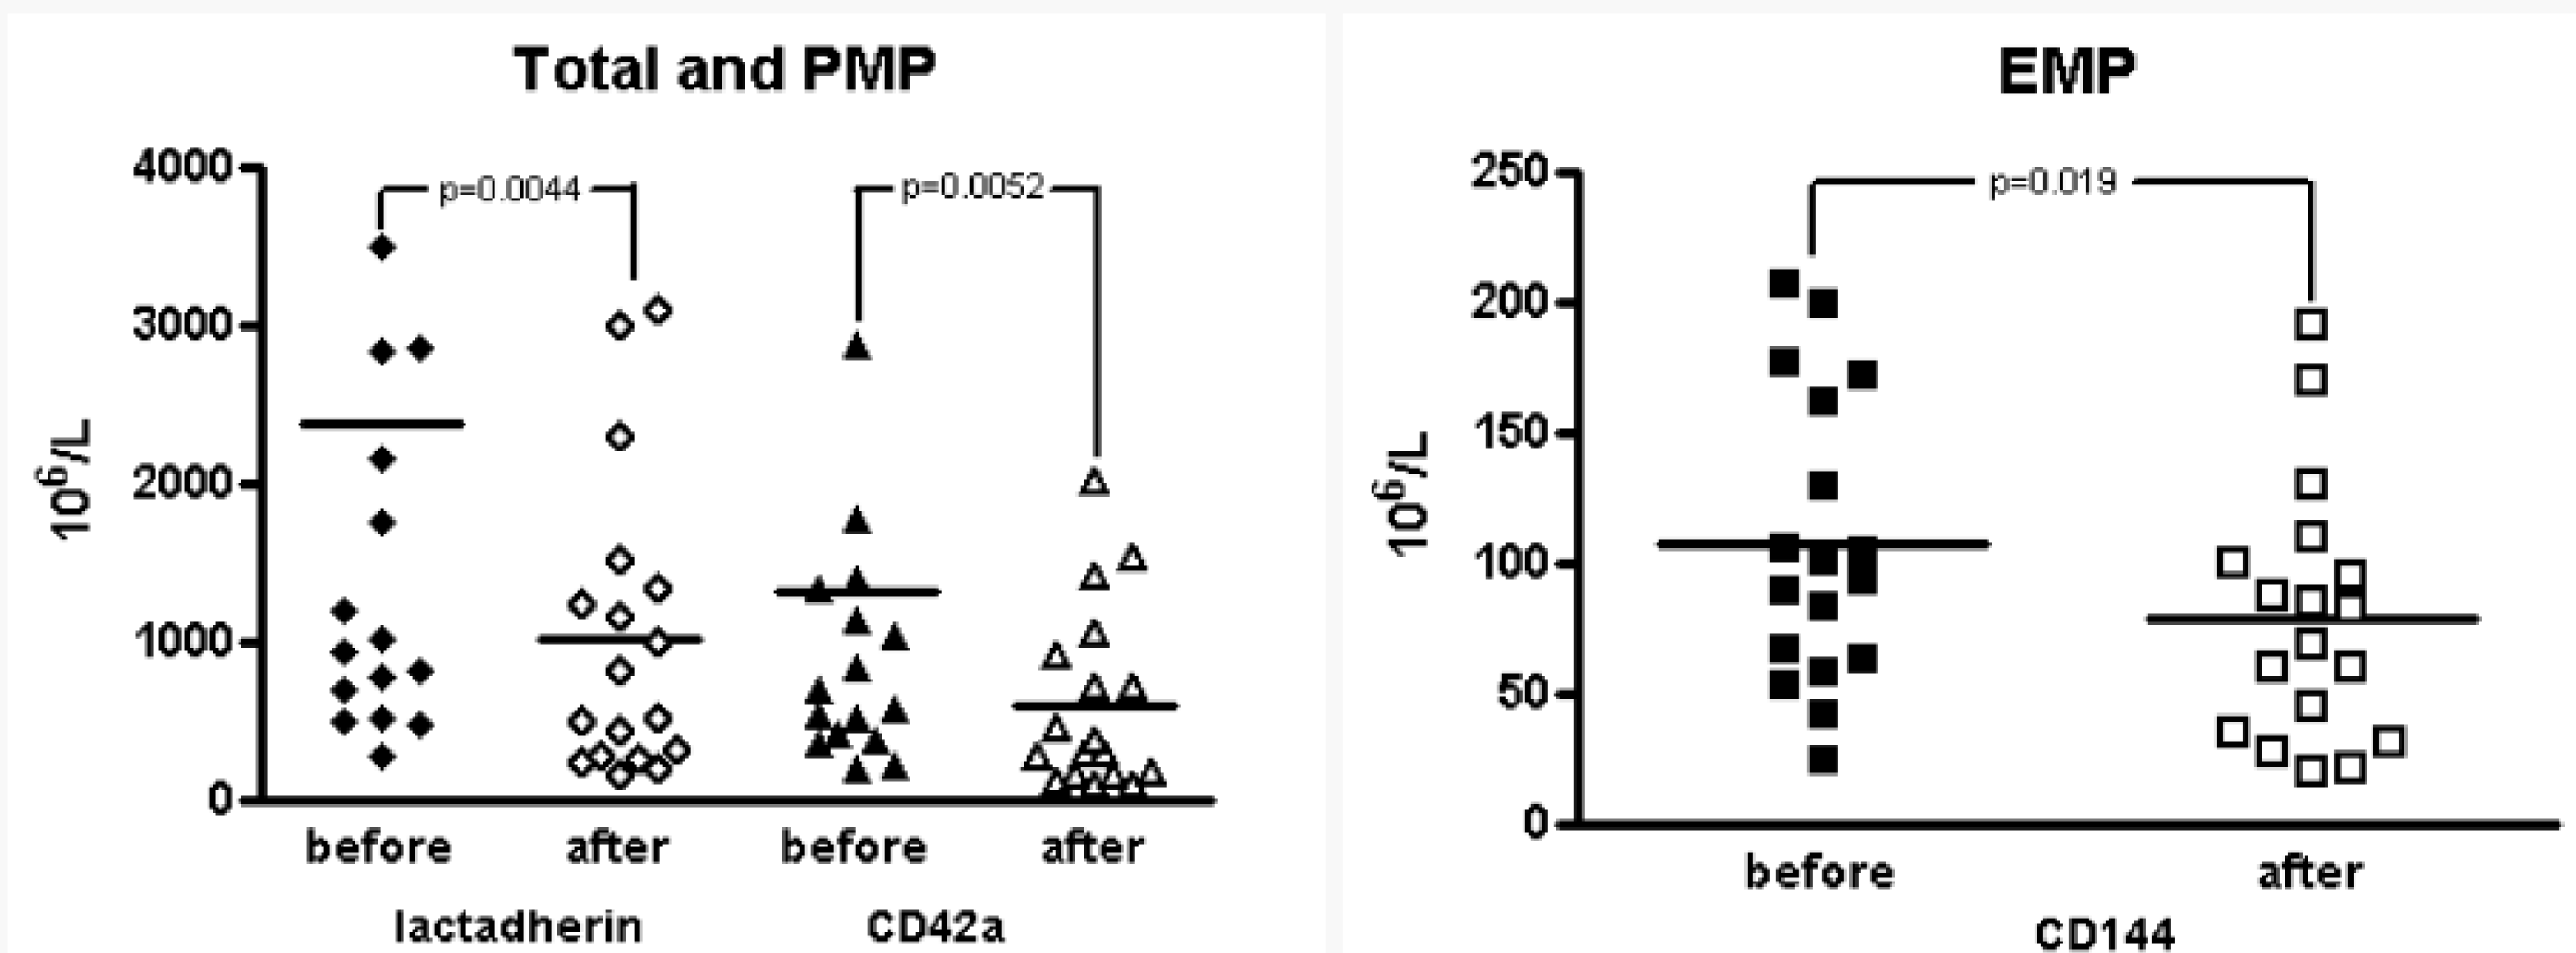 Total and PMP
4000
3000
2000
1000
0
10⁶/L
p=0.0044
p=0.0052
before
after
before
after
lactadherin
CD42a
EMP
250
200
150
100
50
0
10⁶/L
p=0.019
before
after
CD144